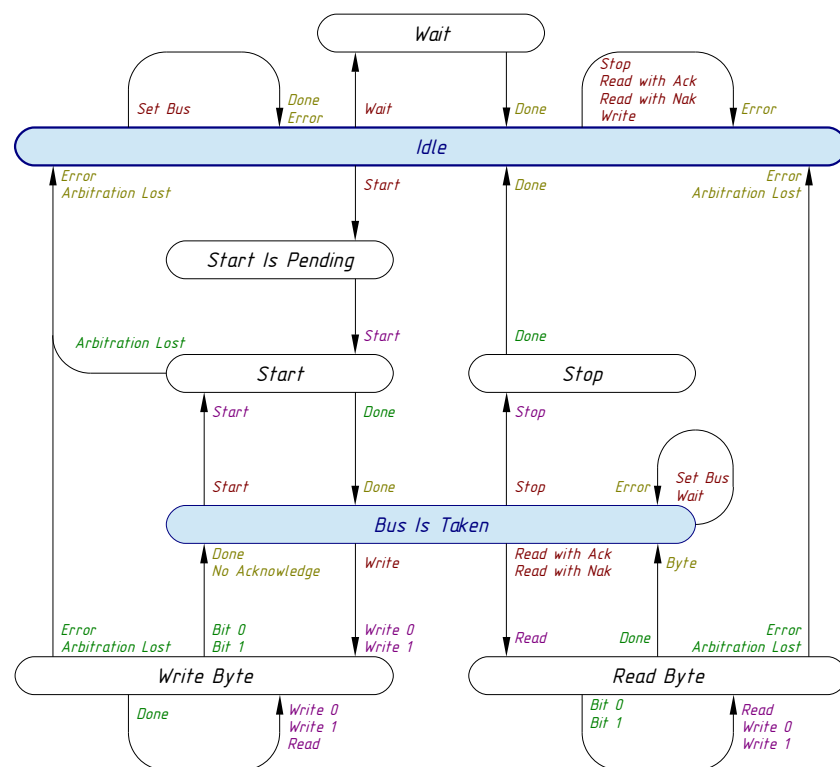 Wait
Set Bus
Done
Error
Wait
Done
Stop
Read with Ack
Read with Nak
Write
Error
Idle
Error
Arbitration Lost
Start
Done
Error
Arbitration Lost
Start Is Pending
Arbitration Lost
Start
Done
Start
Stop
Start
Done
Stop
Start
Done
Stop
Error
Set Bus
Wait
Bus Is Taken
Done
No Acknowledge
Write
Read with Ack
Read with Nak
Byte
Error
Arbitration Lost
Bit 0
Bit 1
Write 0
Write 1
Read
Done
Error
Arbitration Lost
Write Byte
Read Byte
Done
Write 0
Write 1
Read
Bit 0
Bit 1
Read
Write 0
Write 1